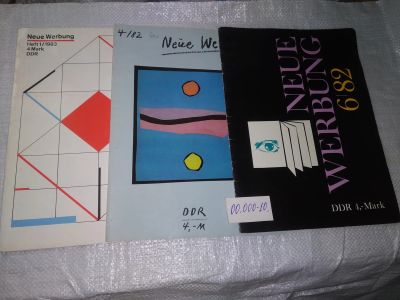 Neue Werbung
Heft 1/1983
4 Mark
DDR
4/82
Neue We
DDR
4,-M
NEUE
WERBUNG
6'82
DDR 4,-Mark
00.000-10